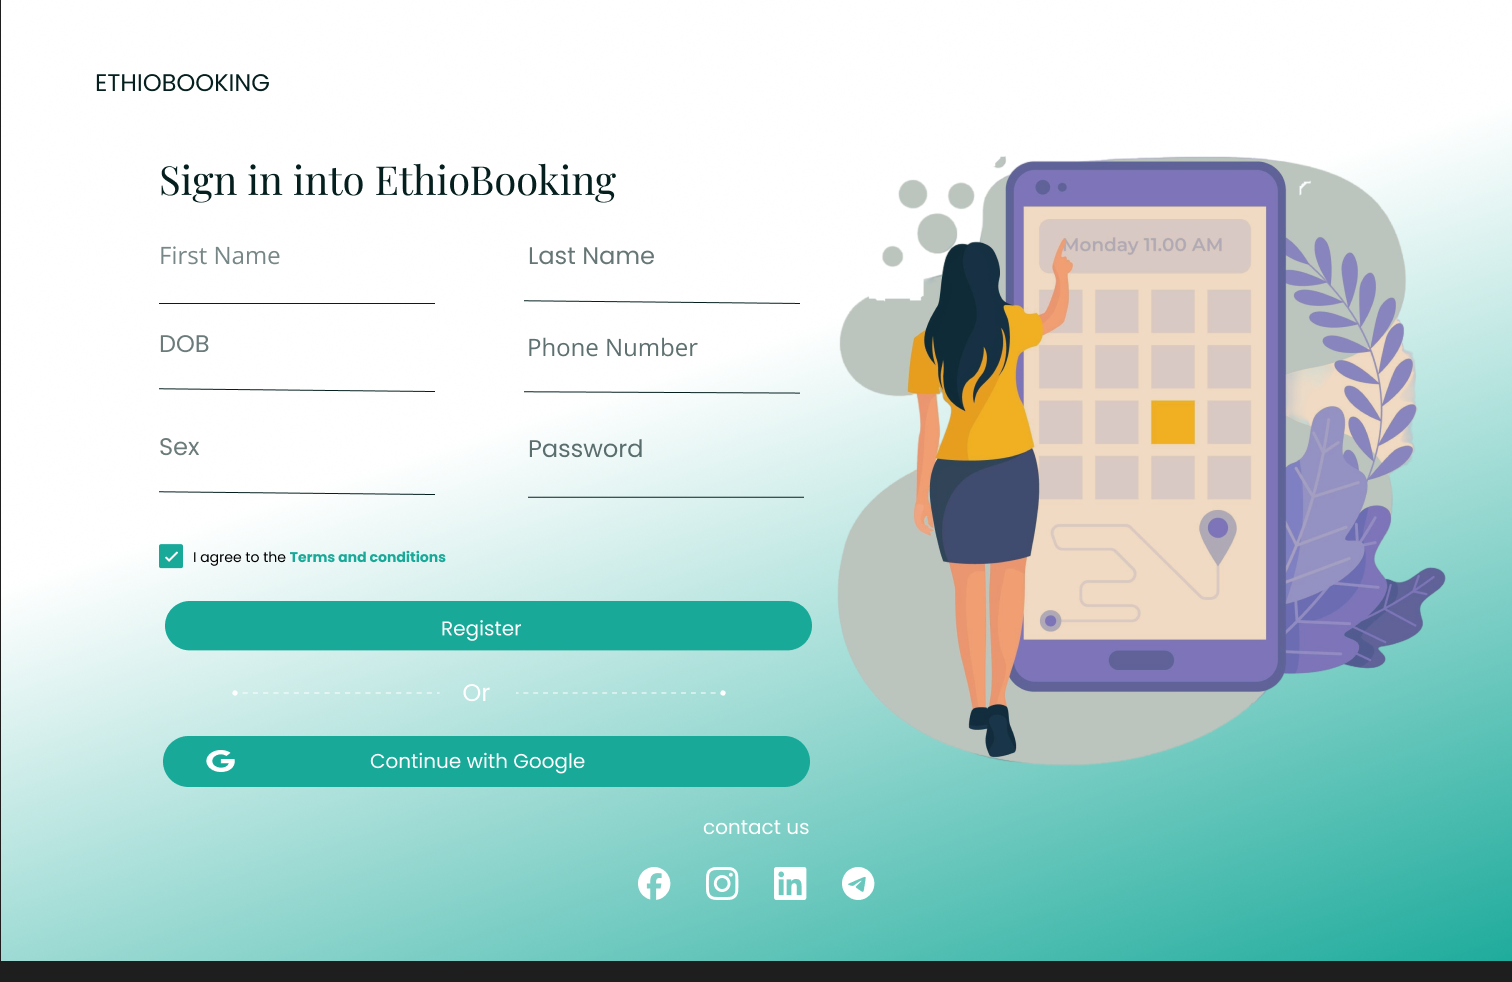 ETHIOBOOKING
Sign in into EthioBooking
First Name
Last Name
DOB
Phone Number
Sex
Password
I agree to the Terms and conditions
Register
Or
Continue with Google
contact us
Monday 11.00 AM